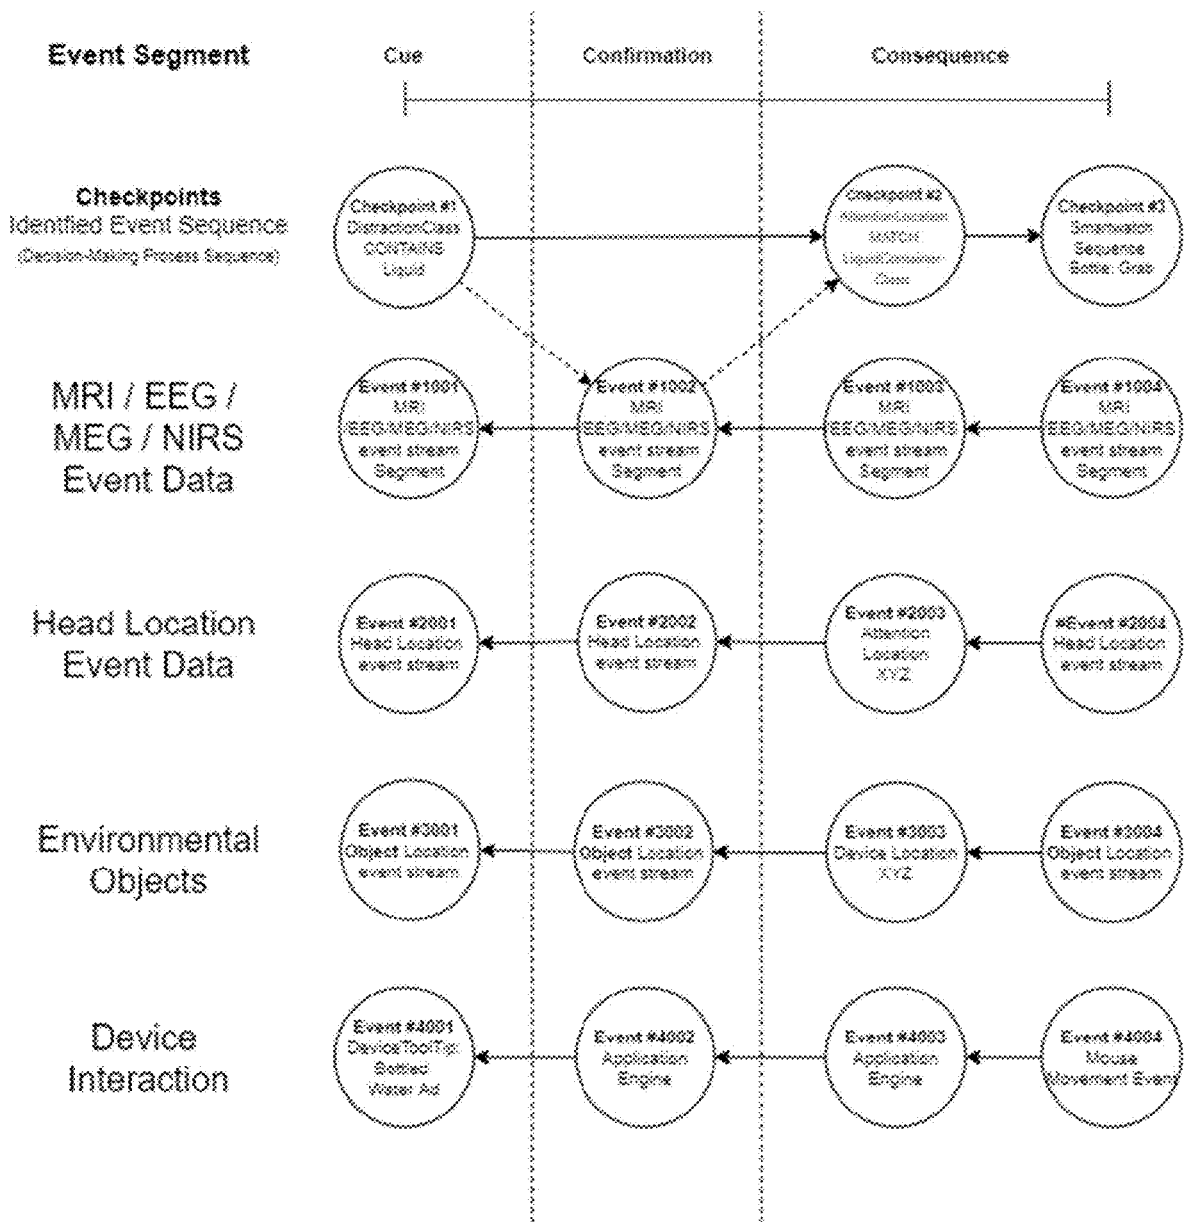 Event Segment
Cue
Confirmation
Consequence
Checkpoints
Identified Event Sequence
(Decision-Making Process Sequence)
Checkpoint #1
DistractionClass
CONTAINS
Liquid
Checkpoint #2
AttentionLocation
MATCH
LiquidContainer
Class
Checkpoint #3
Smartwatch
Sequence
Bottle: Grab
MRI / EEG /
MEG / NIRS
Event Data
Event #1001
MRI
/EEG/MEG/NIRS
event stream
Segment
Event #1002
MRI
EEG/MEG/NIRS
event stream
Segment
Event #1003
MRI
EEG/MEG/NIRS
event stream
Segment
Event #1004
MRI
EEG/MEG/NIRS
event stream
Segment
Head Location
Event Data
Event #2001
Head Location
event stream
Event #2002
Head Location
event stream
Event #2003
Attention
Location
XYZ
#Event #2004
Head Location
event stream
Environmental
Objects
Event #3001
Object Location
event stream
Event #3002
Object Location
event stream
Event #3003
Device Location
XYZ
Event #3004
Object Location
event stream
Device
Interaction
Event #4001
DeviceToolTip:
Bottled
Water Ad
Event #4002
Application
Engine
Event #4003
Application
Engine
Event #4004
Mouse
Movement Event